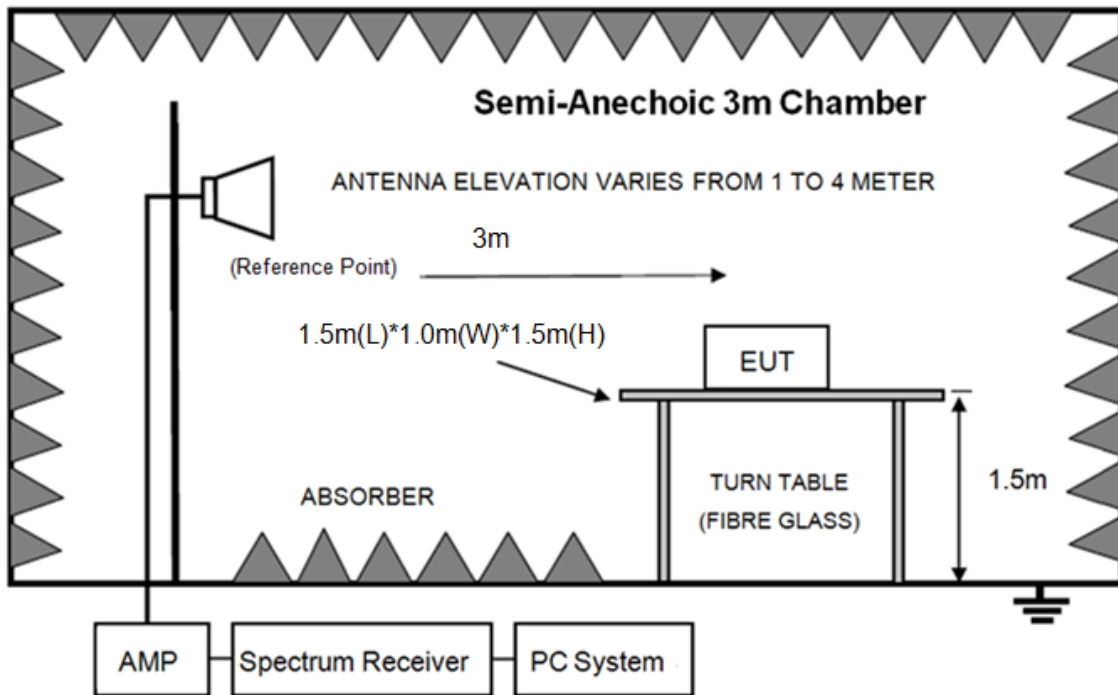 Semi-Anechoic 3m Chamber
ANTENNA ELEVATION VARIES FROM 1 TO 4 METER
3m
(Reference Point)
1.5m(L)*1.0m(W)*1.5m(H)
EUT
ABSORBER
TURN TABLE
(FIBRE GLASS)
1.5m
AMP
Spectrum Receiver
PC System